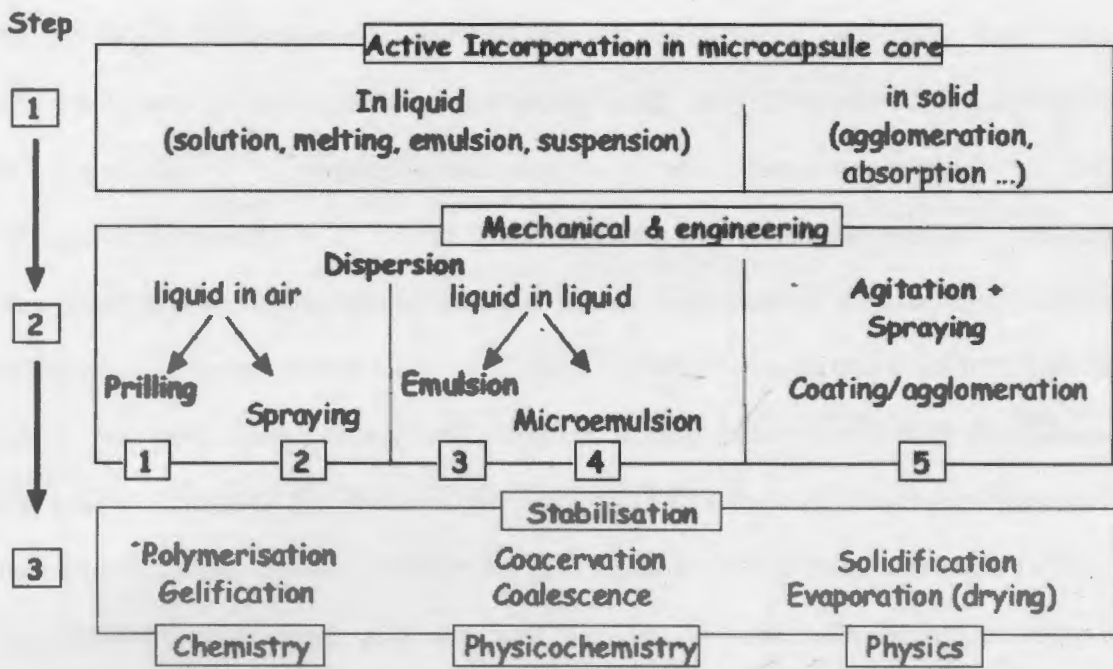 Step
Active Incorporation in microcapsule core
1
In liquid
(solution, melting, emulsion, suspension)
in solid
(agglomeration,
absorption ...)
Mechanical & engineering
2
Dispersion
liquid in air
liquid in liquid
Agitation +
Spraying
Prilling
Spraying
Emulsion
Microemulsion
Coating/agglomeration
1
2
3
4
5
Stabilisation
3
Polymerisation
Gelification
Coacervation
Coalescence
Solidification
Evaporation (drying)
Chemistry
Physicochemistry
Physics